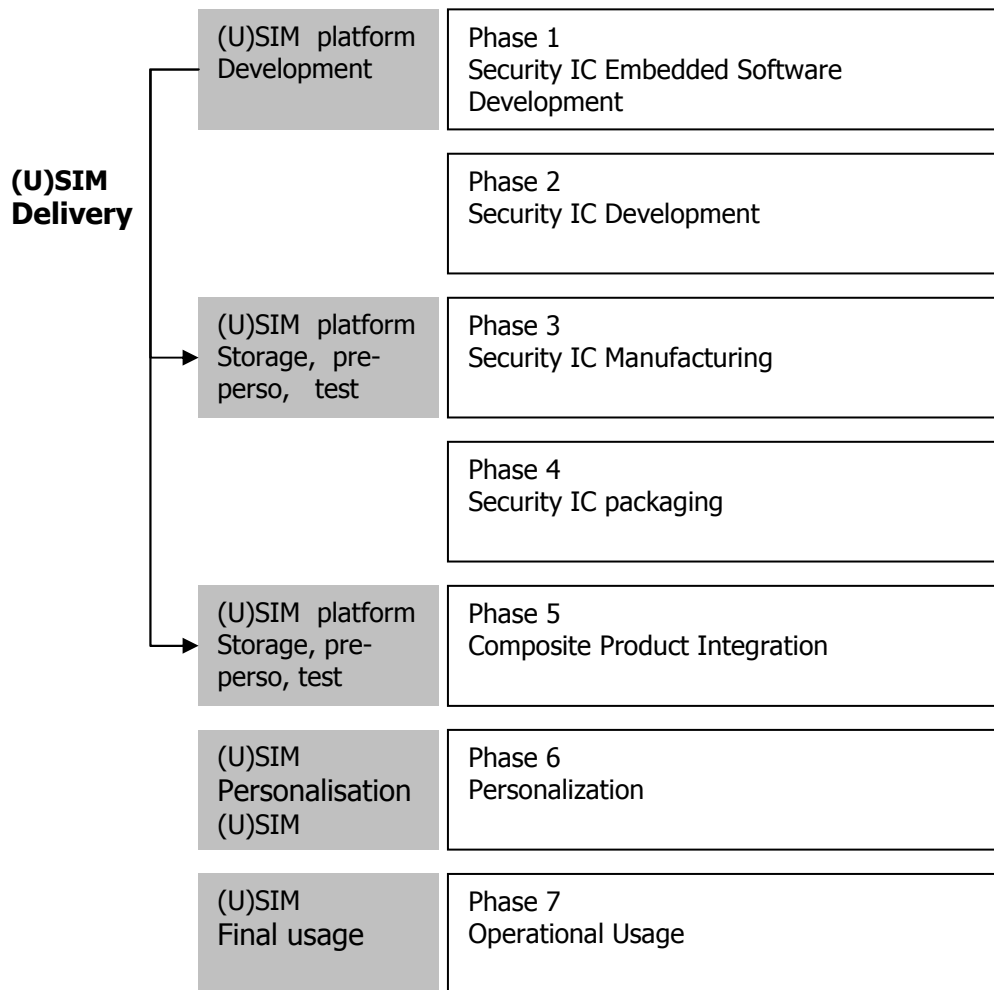 (U)SIM platform
Development
Phase 1
Security IC Embedded Software
Development
(U)SIM
Delivery
Phase 2
Security IC Development
(U)SIM platform
Storage, pre-
perso, test
Phase 3
Security IC Manufacturing
Phase 4
Security IC packaging
(U)SIM platform
Storage, pre-
perso, test
Phase 5
Composite Product Integration
(U)SIM
Personalisation
(U)SIM
Phase 6
Personalization
(U)SIM
Final usage
Phase 7
Operational Usage